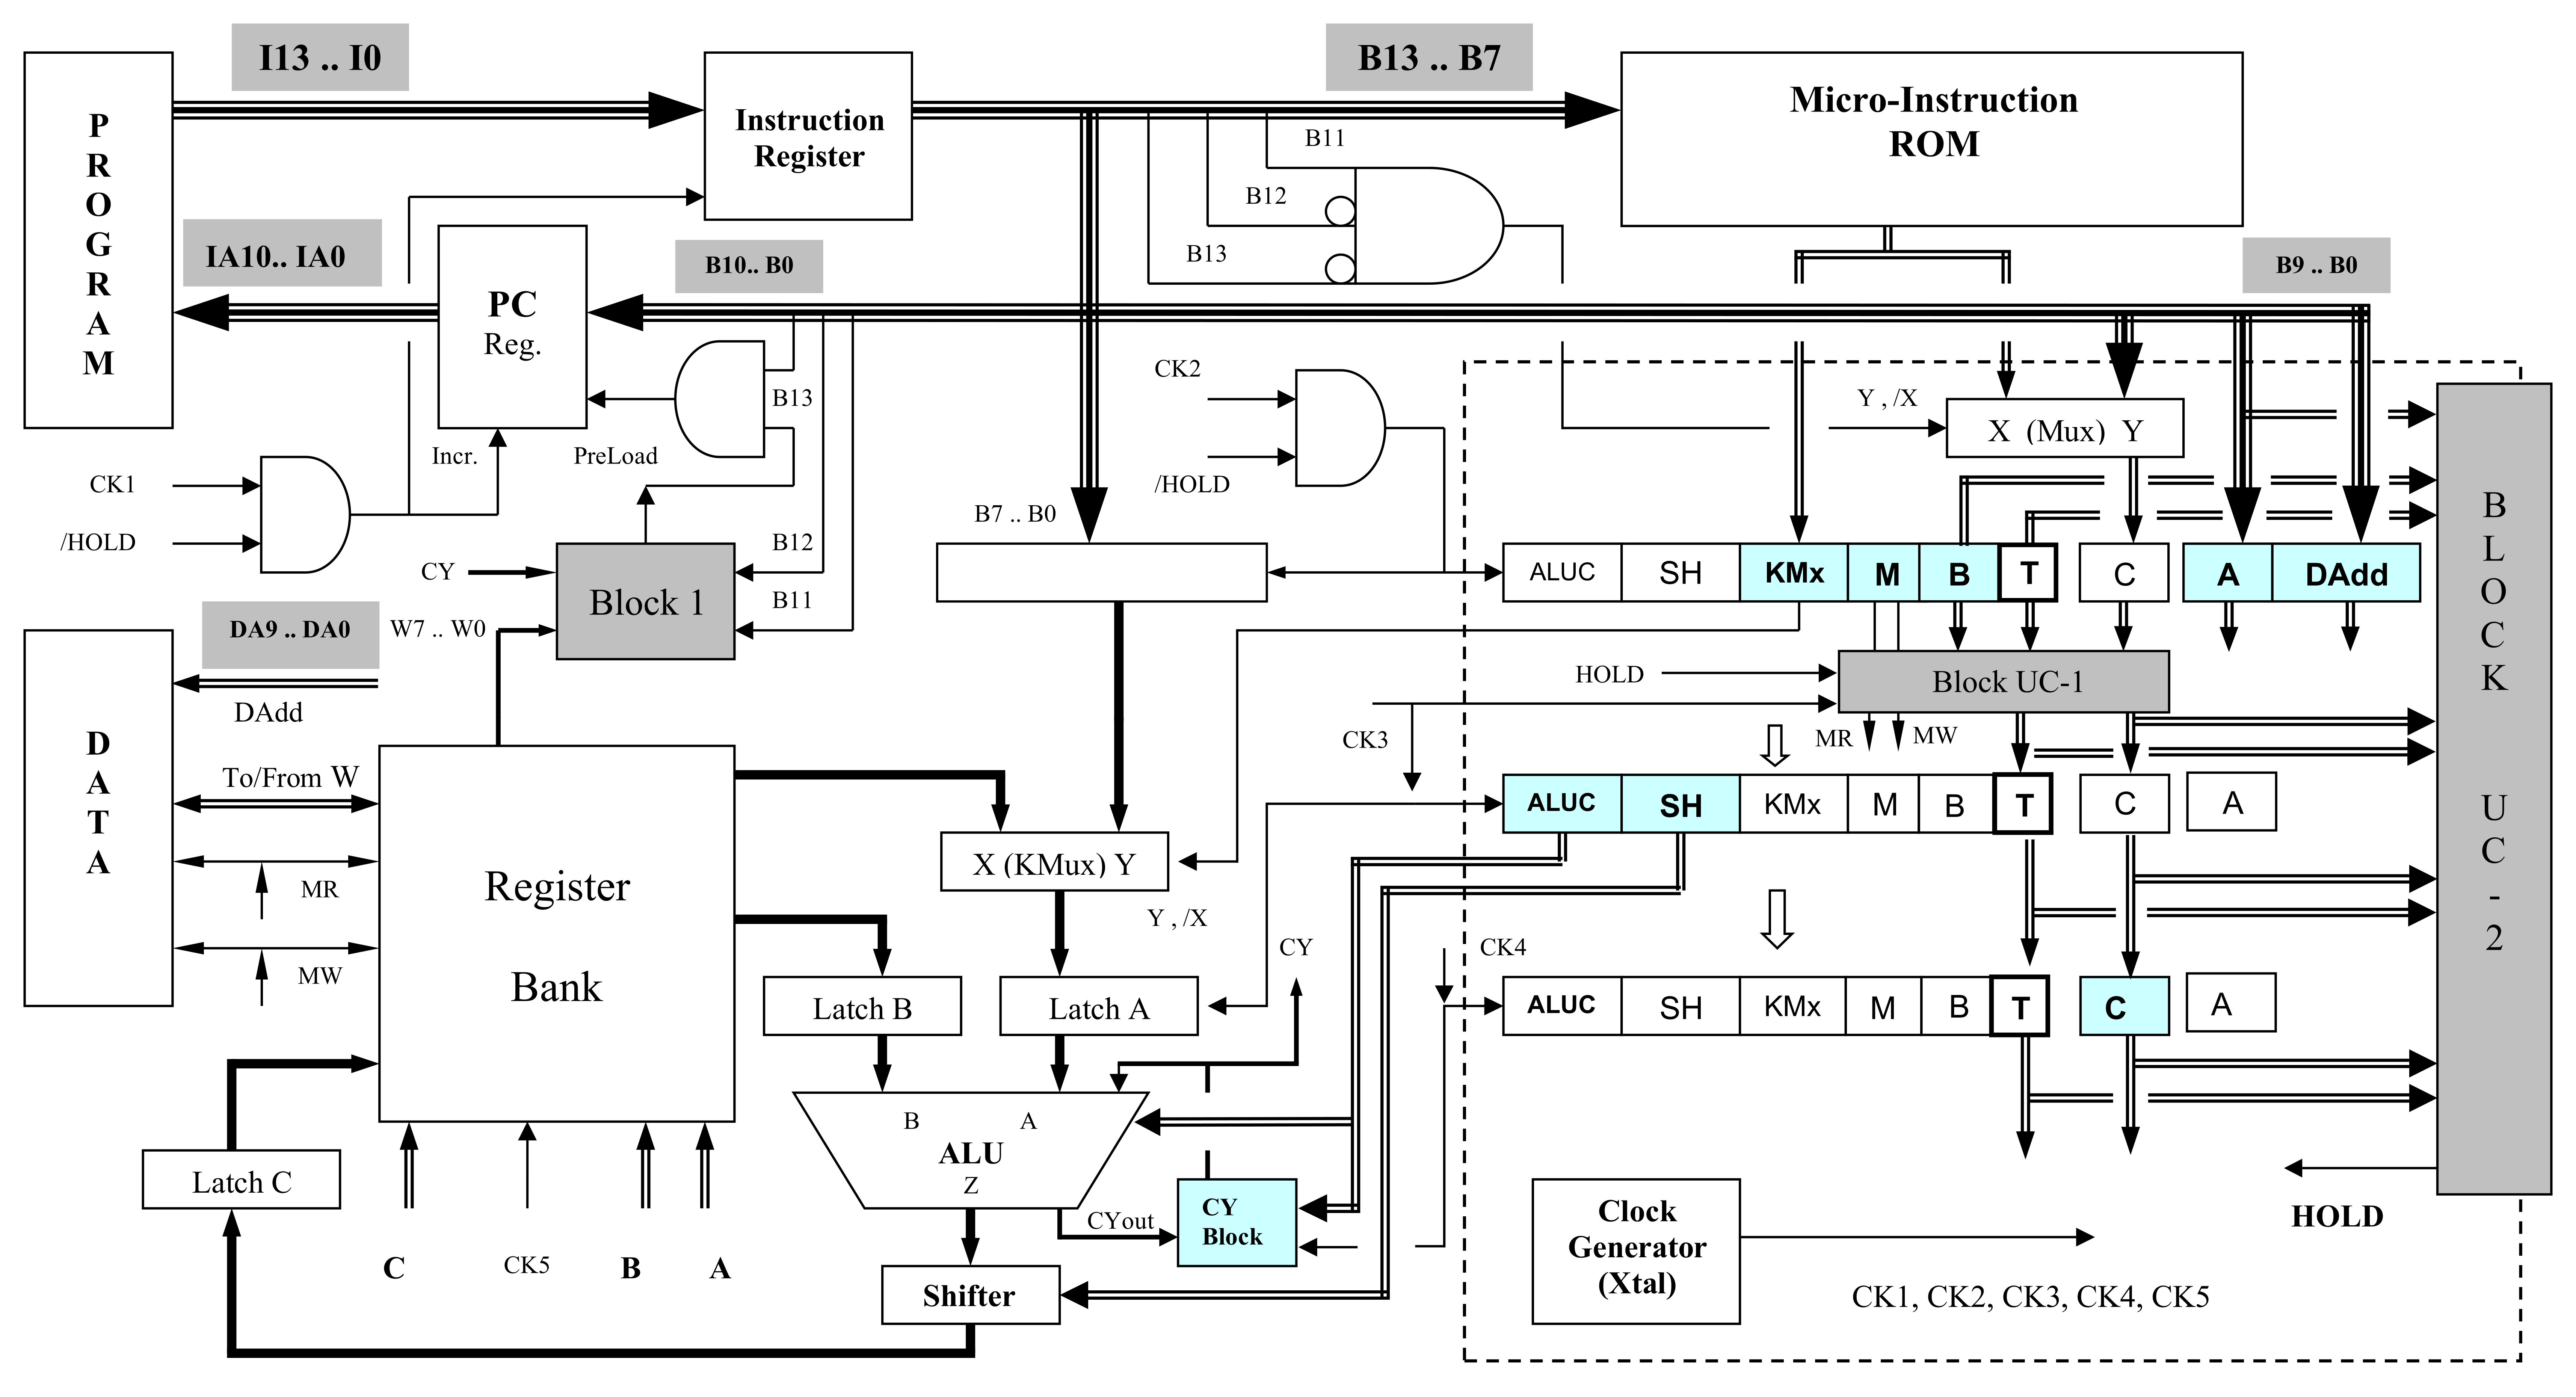 I13 .. I0
B13 .. B7
P
R
O
G
R
A
M
Instruction
Register
Micro-Instruction
ROM
B11
B12
B13
IA10.. IA0
B10.. B0
B9 .. B0
PC
Reg.
B13
Incr.
PreLoad
CK1
/HOLD
CK2
/HOLD
Y , /X
X (Mux) Y
B7 .. B0
CY
Block 1
B12
B11
W7 .. W0
ALUC
SH
KMx
M
B
T
C
A
DAdd
B
L
O
C
K
U
C
-
2
DA9 .. DA0
DAdd
D
A
T
A
To/From W
MR
MW
Register
Bank
HOLD
Block UC-1
CK3
MR
MW
ALUC
SH
KMx
M
B
T
C
A
X (KMux) Y
Y , /X
CY
CK4
Latch B
Latch A
ALUC
SH
KMx
M
B
T
C
A
B
A
ALU
Z
Latch C
CYout
CY
Block
C
CK5
B
A
Shifter
Clock
Generator
(Xtal)
HOLD
CK1, CK2, CK3, CK4, CK5